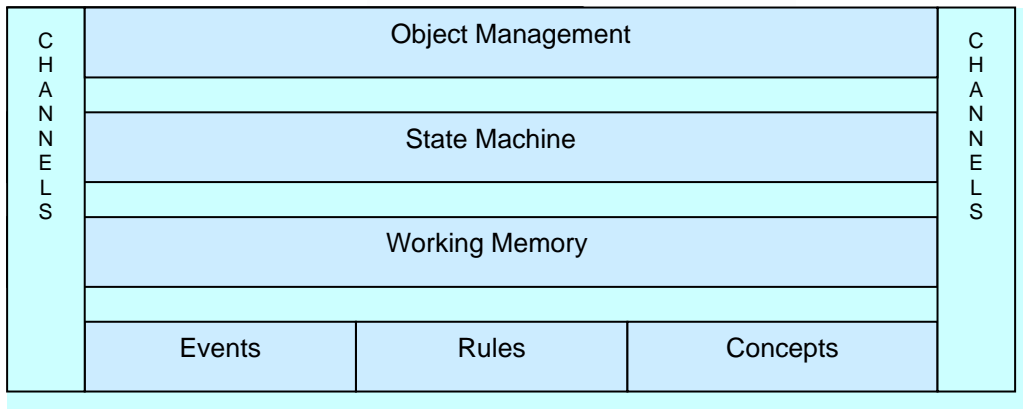 CHANNELS
Object Management
State Machine
Working Memory
Events
Rules
Concepts
CHANNELS